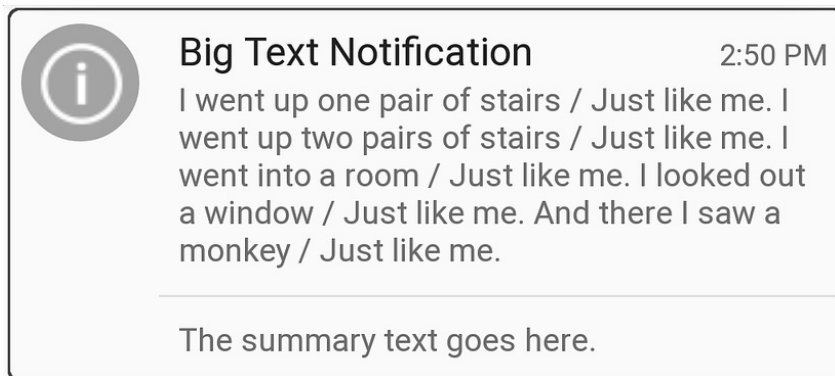 Big Text Notification 2:50 PM
I went up one pair of stairs / Just like me. I
went up two pairs of stairs / Just like me. I
went into a room / Just like me. I looked out
a window / Just like me. And there I saw a
monkey / Just like me.
The summary text goes here.